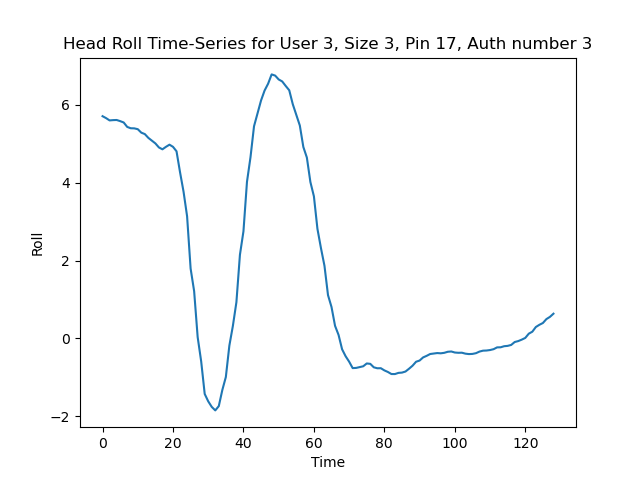 Head Roll Time-Series for User 3, Size 3, Pin 17, Auth number 3
6
4
2
0
−2
Roll
0 20 40 60 80 100 120
Time